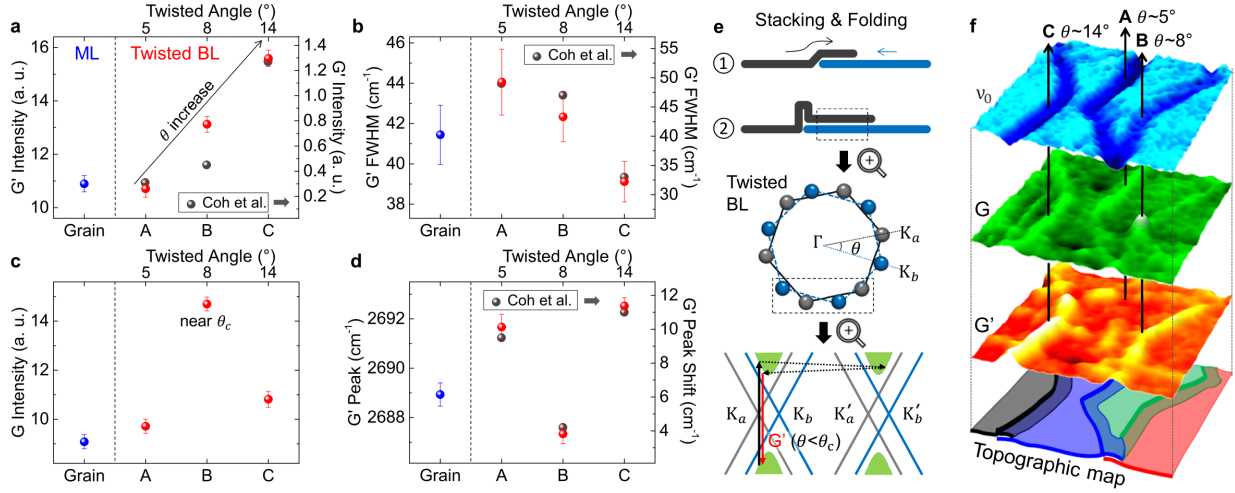 a
Twisted Angle (°)
5 8 14
ML
Twisted BL
θ increase
Coh et al.
G' Intensity (a. u.)
16
14
12
10
G' Intensity (a. u.)
1.4
1.2
1.0
0.8
0.6
0.4
0.2
Grain A B C
b
Twisted Angle (°)
5 8 14
Coh et al.
G' FWHM (cm⁻¹)
46
44
42
40
38
G' FWHM (cm⁻¹)
55
50
45
40
35
30
Grain A B C
c
Twisted Angle (°)
5 8 14
near θc
G Intensity (a. u.)
14
12
10
Grain A B C
d
Twisted Angle (°)
5 8 14
Coh et al.
G' Peak (cm⁻¹)
2692
2690
2688
G' Peak Shift (cm⁻¹)
12
10
8
6
4
Grain A B C
e
Stacking & Folding
1
2
Twisted
BL
Γ
θ
Ka
Kb
Ka Kb Ka′ Kb′
G' (θ<θc)
f
A θ~5°
C θ~14°
B θ~8°
ν0
G
G'
Topographic map